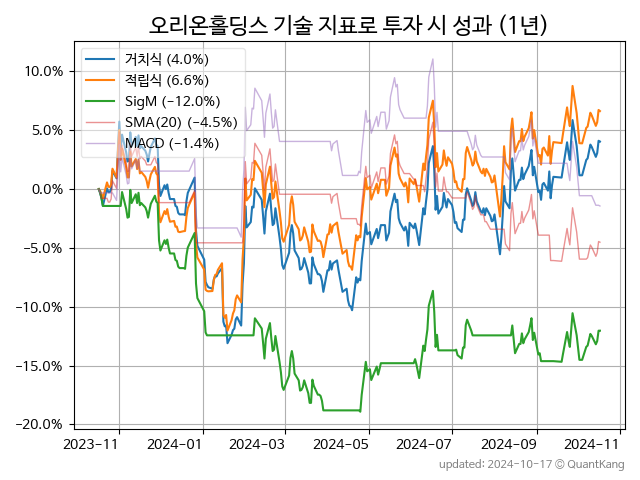 오리온홀딩스 기술 지표로 투자 시 성과 (1년)
거치식 (4.0%)
적립식 (6.6%)
SigM (−12.0%)
SMA(20) (−4.5%)
MACD (−1.4%)
10.0%
5.0%
0.0%
−5.0%
−10.0%
−15.0%
−20.0%
2023-11 2024-01 2024-03 2024-05 2024-07 2024-09 2024-11
updated: 2024-10-17 © QuantKang